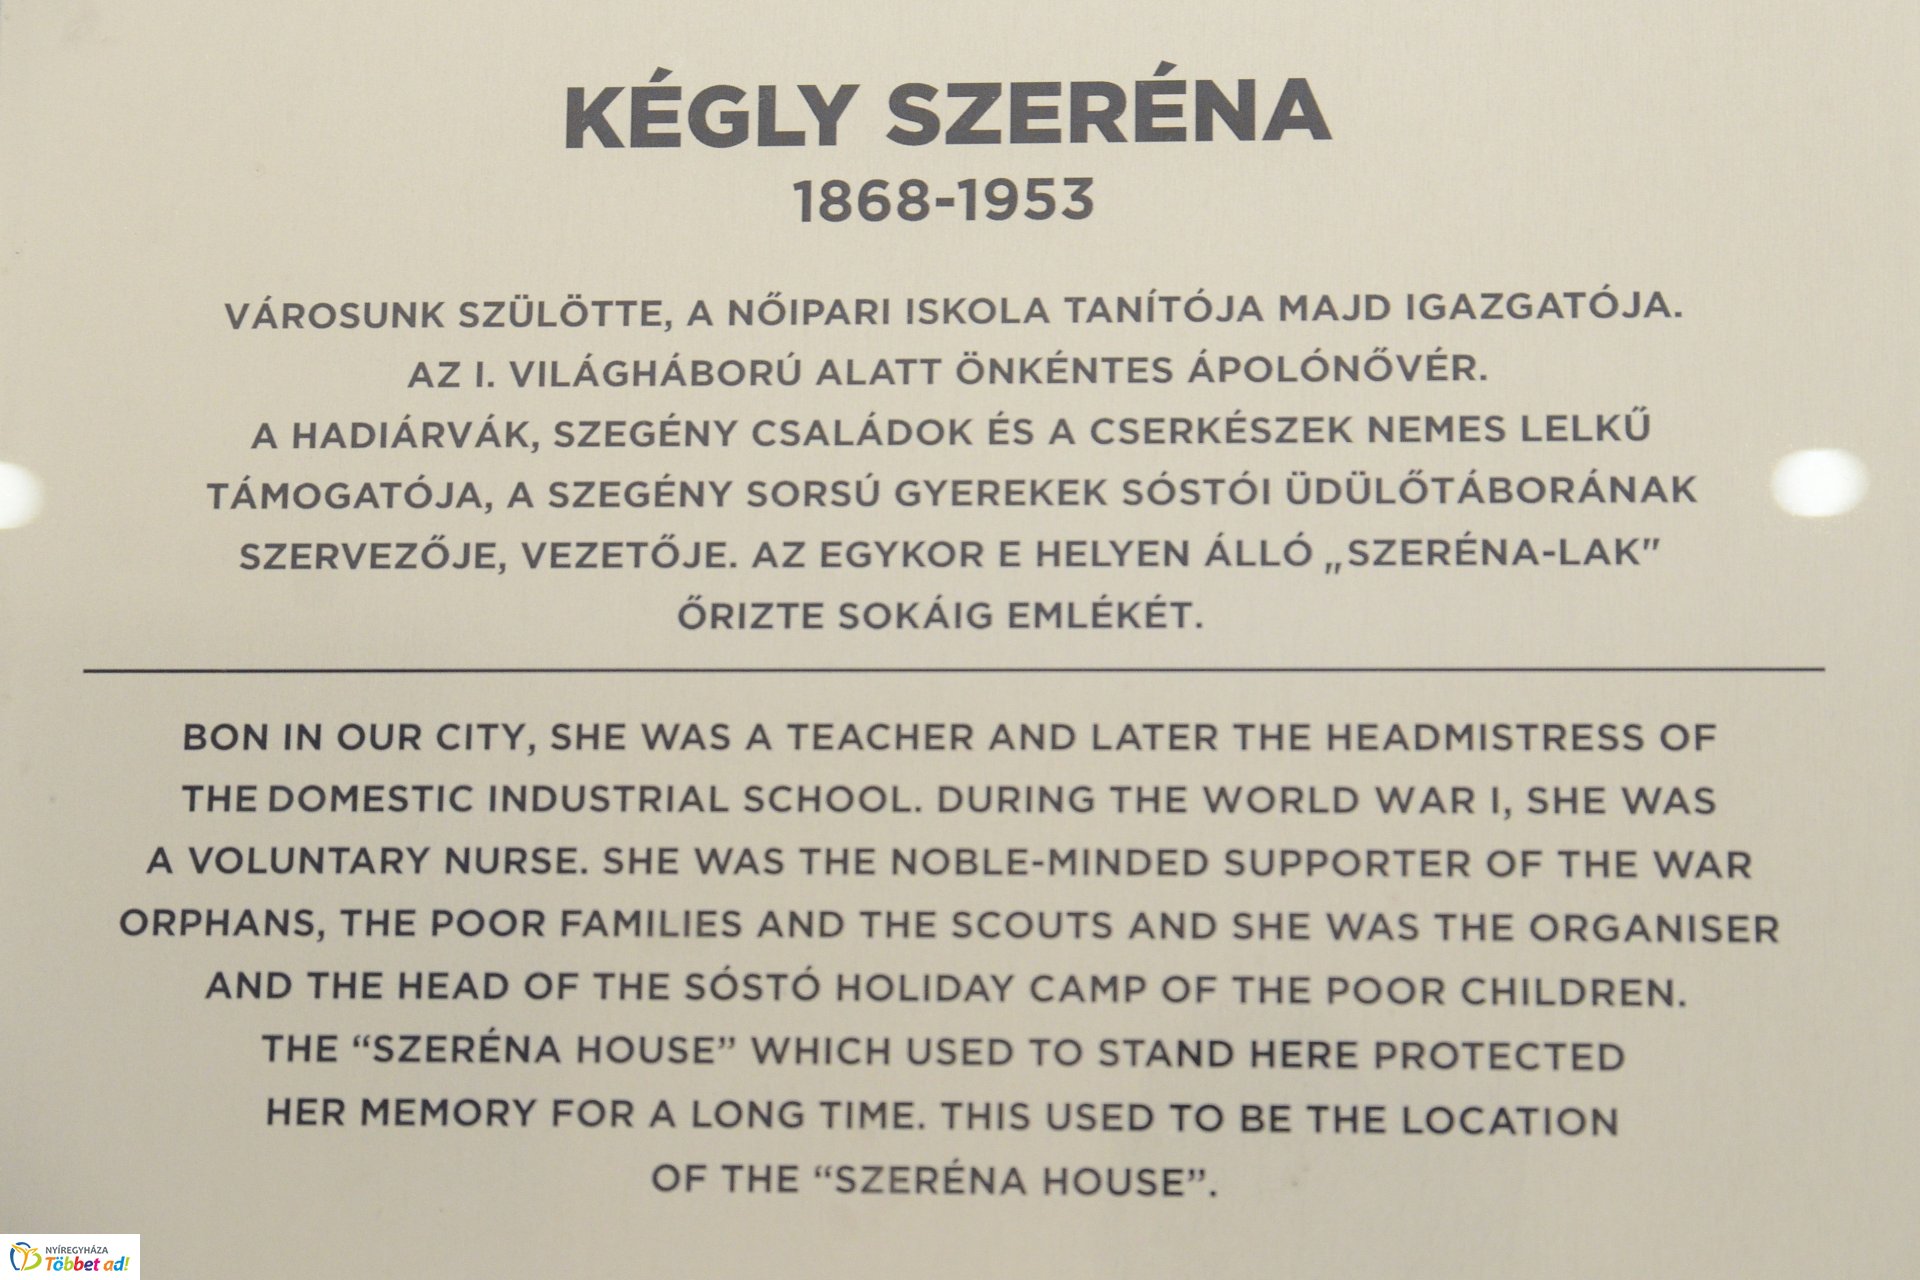 KÉGLY SZERÉNA
1868-1953
VÁROSUNK SZÜLÖTTE, A NŐIPARI ISKOLA TANÍTÓJA MAJD IGAZGATÓJA.
AZ I. VILÁGHÁBORÚ ALATT ÖNKÉNTES ÁPOLÓNŐVÉR.
A HADIÁRVÁK, SZEGÉNY CSALÁDOK ÉS A CSERKÉSZEK NEMES LELKŰ
TÁMOGATÓJA, A SZEGÉNY SORSÚ GYEREKEK SÓSTÓI ÜDÜLŐTÁBORÁNAK
SZERVEZŐJE, VEZETŐJE. AZ EGYKOR E HELYEN ÁLLÓ „SZERÉNA-LAK"
ŐRIZTE SOKÁIG EMLÉKÉT.
BON IN OUR CITY, SHE WAS A TEACHER AND LATER THE HEADMISTRESS OF
THE DOMESTIC INDUSTRIAL SCHOOL. DURING THE WORLD WAR I, SHE WAS
A VOLUNTARY NURSE. SHE WAS THE NOBLE-MINDED SUPPORTER OF THE WAR
ORPHANS, THE POOR FAMILIES AND THE SCOUTS AND SHE WAS THE ORGANISER
AND THE HEAD OF THE SÓSTÓ HOLIDAY CAMP OF THE POOR CHILDREN.
THE “SZERÉNA HOUSE” WHICH USED TO STAND HERE PROTECTED
HER MEMORY FOR A LONG TIME. THIS USED TO BE THE LOCATION
OF THE “SZERÉNA HOUSE”.
NYÍREGYHÁZA
Többet ad!